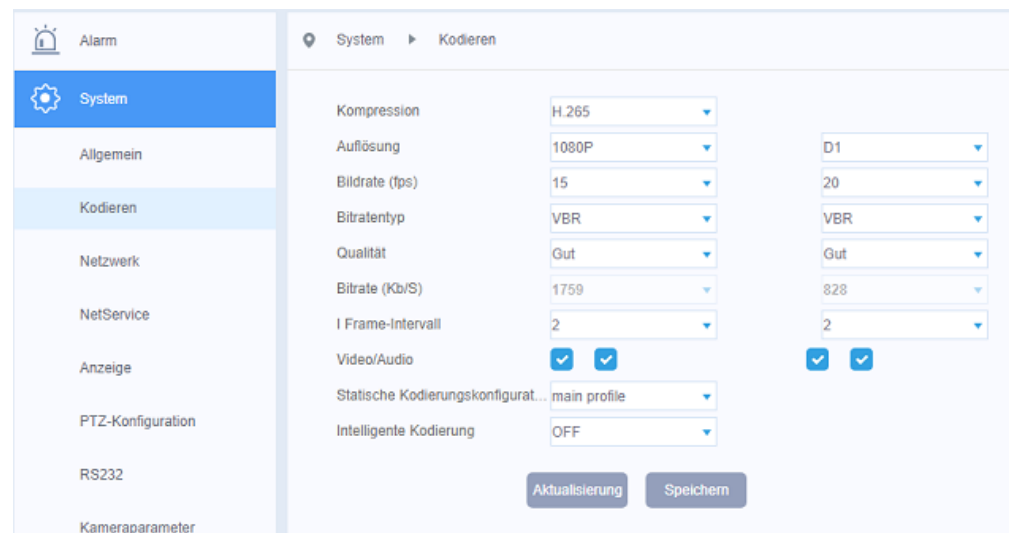 Alarm
System
Allgemein
Kodieren
Netzwerk
NetService
Anzeige
PTZ-Konfiguration
RS232
Kameraparameter
System Kodieren
Kompression H.265
Auflösung 1080P D1
Bildrate (fps) 15 20
Bitratentyp VBR VBR
Qualität Gut Gut
Bitrate (Kb/S) 1759 828
I Frame-Intervall 2 2
Video/Audio
Statische Kodierungskonfigurat... main profile
Intelligente Kodierung OFF
Aktualisierung Speichern